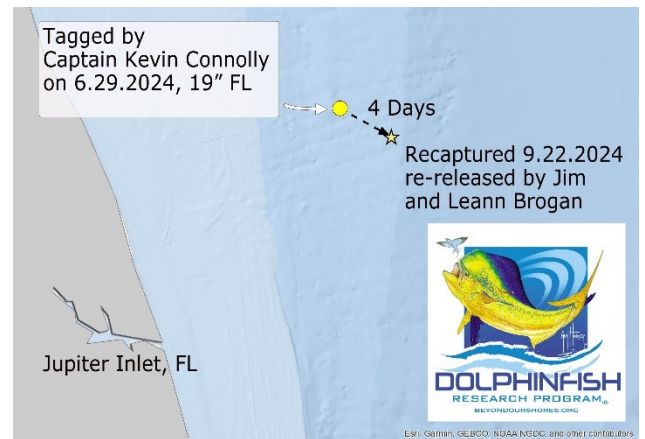 Tagged by
Captain Kevin Connolly
on 6.29.2024, 19” FL
4 Days
Recaptured 9.22.2024
re-released by Jim
and Leann Brogan
Jupiter Inlet, FL
Guy Harvey
DOLPHINFISH
RESEARCH PROGRAM®
BEYONDOURSHORES.ORG
Esri, Garmin, GEBCO, NOAA NGDC, and other contributors